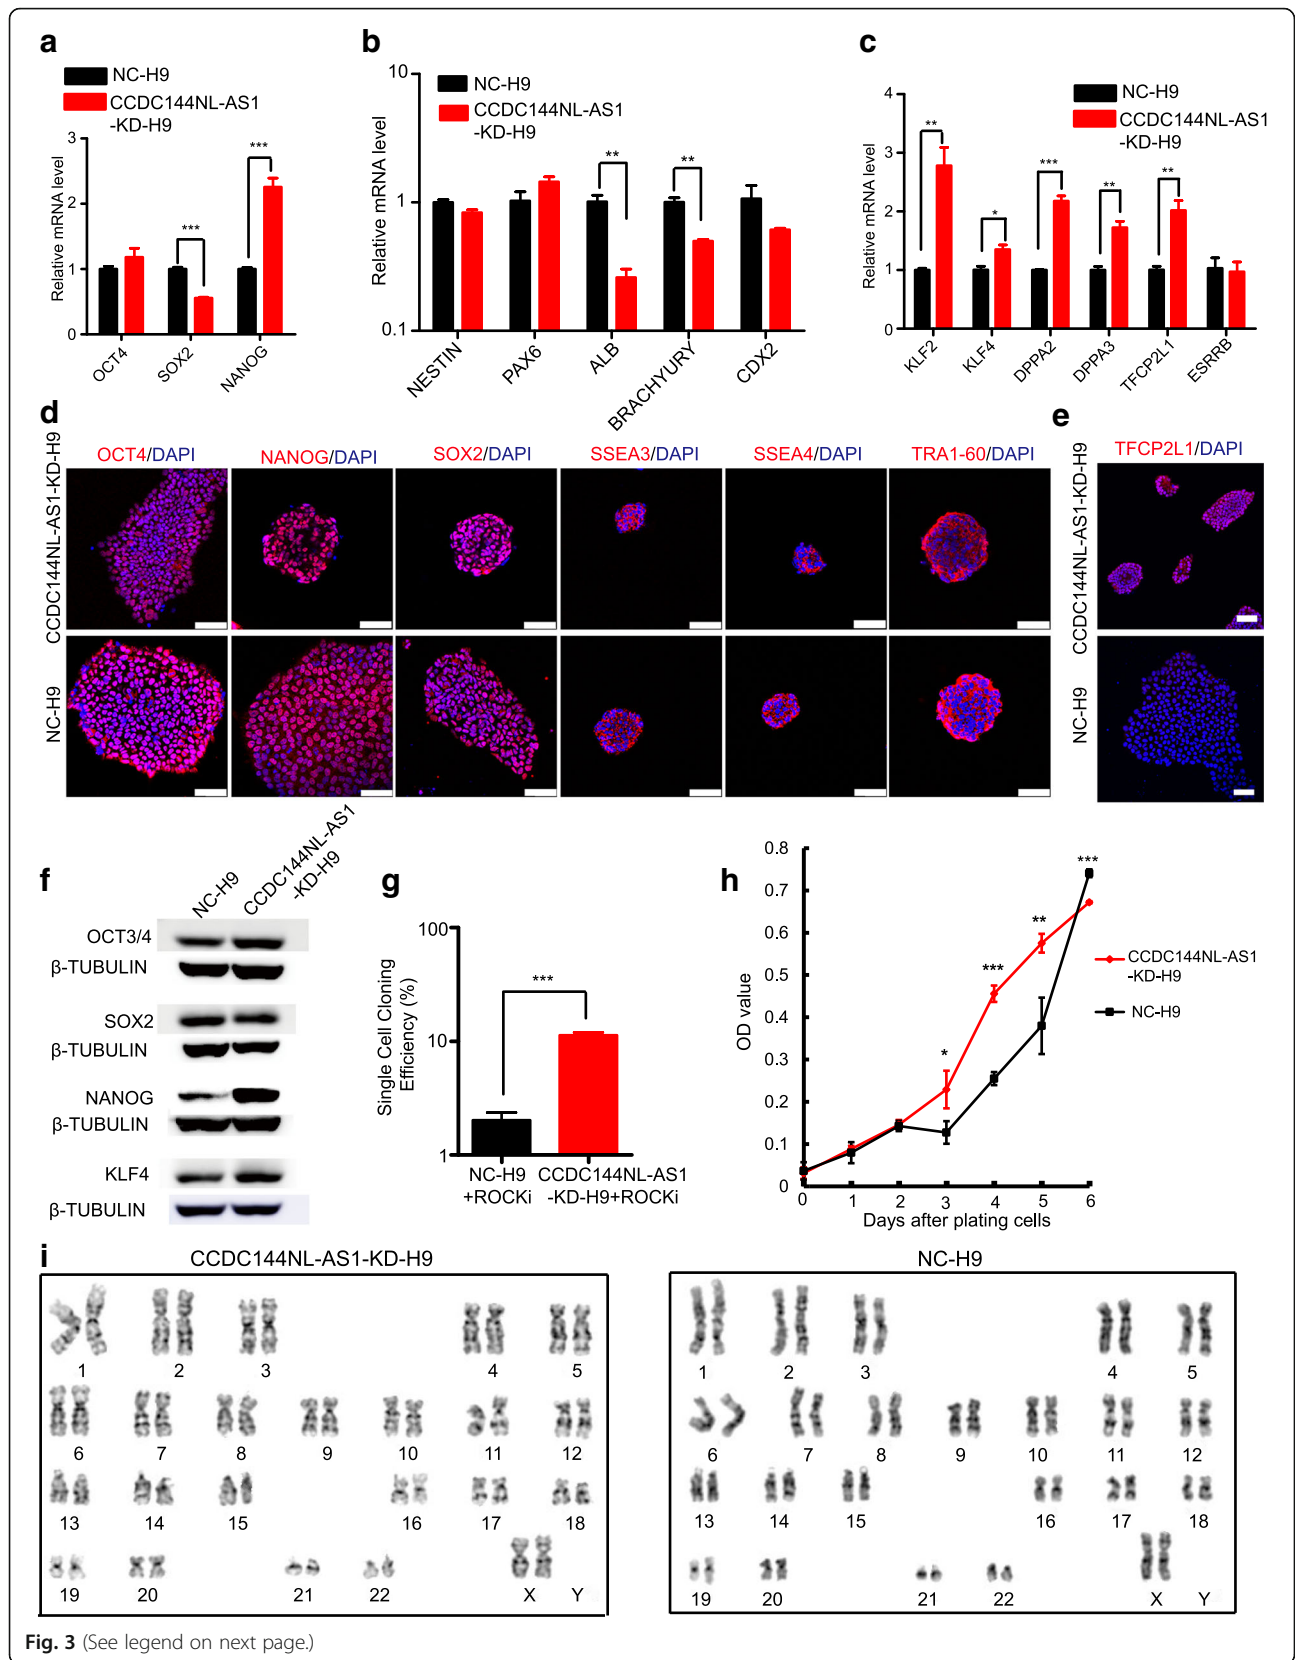 a
NC-H9
CCDC144NL-AS1
-KD-H9
Relative mRNA level
3
2
1
0
***
***
OCT4
SOX2
NANOG
b
NC-H9
CCDC144NL-AS1
-KD-H9
Relative mRNA level
10
1
0.1
**
**
NESTIN
PAX6
ALB
BRACHYURY
CDX2
c
NC-H9
CCDC144NL-AS1
-KD-H9
Relative mRNA level
4
3
2
1
0
**
*
***
**
**
KLF2
KLF4
DPPA2
DPPA3
TFCP2L1
ESRRB
d
CCDC144NL-AS1-KD-H9
NC-H9
OCT4/DAPI
NANOG/DAPI
SOX2/DAPI
SSEA3/DAPI
SSEA4/DAPI
TRA1-60/DAPI
e
CCDC144NL-AS1-KD-H9
NC-H9
TFCP2L1/DAPI
f
NC-H9
CCDC144NL-AS1
-KD-H9
OCT3/4
β-TUBULIN
SOX2
β-TUBULIN
NANOG
β-TUBULIN
KLF4
β-TUBULIN
g
Single Cell Cloning
Efficiency (%)
100
10
1
***
NC-H9
+ROCKi
CCDC144NL-AS1
-KD-H9+ROCKi
h
OD value
0.8
0.7
0.6
0.5
0.4
0.3
0.2
0.1
0
*
***
**
***
0 1 2 3 4 5 6
Days after plating cells
CCDC144NL-AS1
-KD-H9
NC-H9
i
CCDC144NL-AS1-KD-H9
1 2 3 4 5
6 7 8 9 10 11 12
13 14 15 16 17 18
19 20 21 22 X Y
NC-H9
1 2 3 4 5
6 7 8 9 10 11 12
13 14 15 16 17 18
19 20 21 22 X Y
Fig. 3 (See legend on next page.)